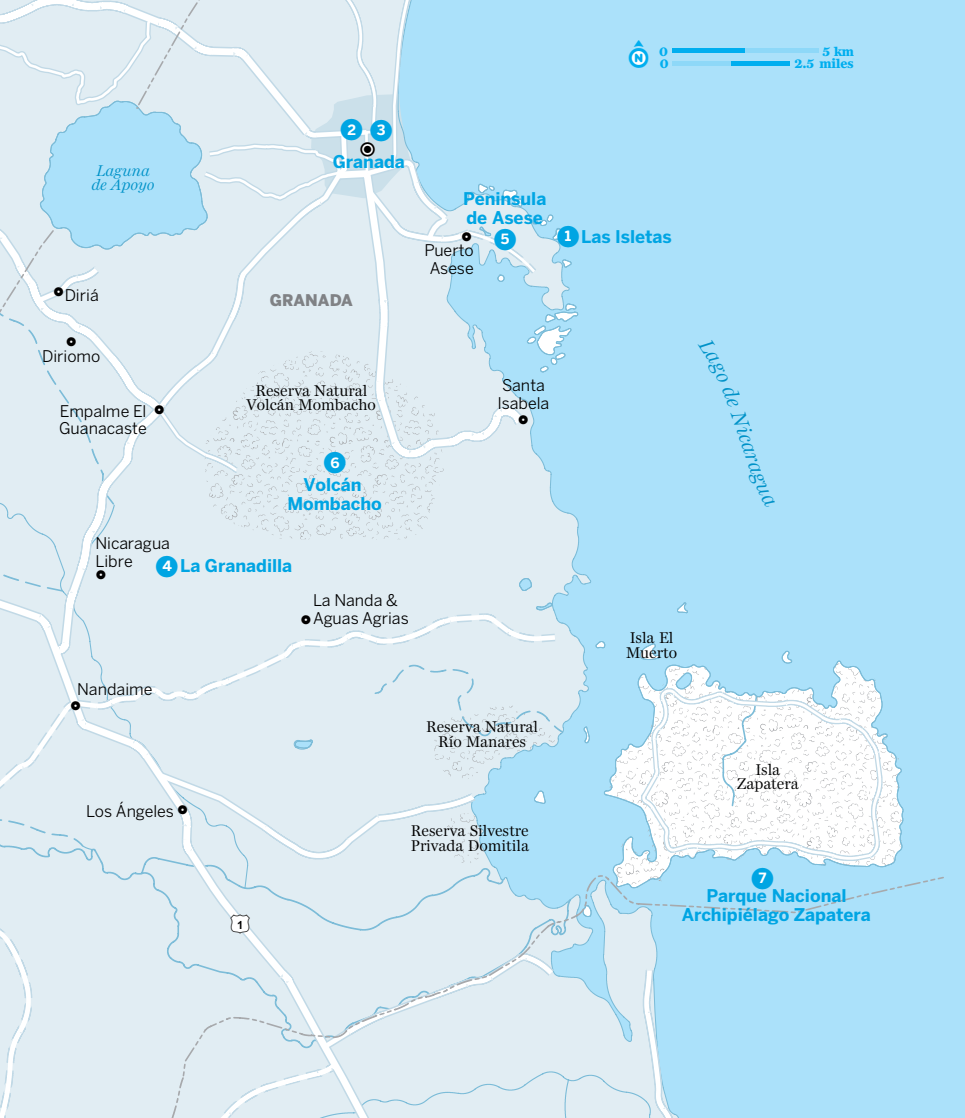 N
0 5 km
0 2.5 miles
2 3
Granada
Laguna
de Apoyo
Península
de Asese
5
1 Las Isletas
Puerto
Asese
Diriá
GRANADA
Diriomo
Lago de Nicaragua
Reserva Natural
Volcán Mombacho
Santa
Isabela
Empalme El
Guanacaste
6
Volcán
Mombacho
Nicaragua
Libre
4 La Granadilla
La Nanda &
Aguas Agrias
Isla El
Muerto
Nandaime
Reserva Natural
Río Manares
Isla
Zapatera
Los Ángeles
Reserva Silvestre
Privada Domitila
7
Parque Nacional
Archipiélago Zapatera
1